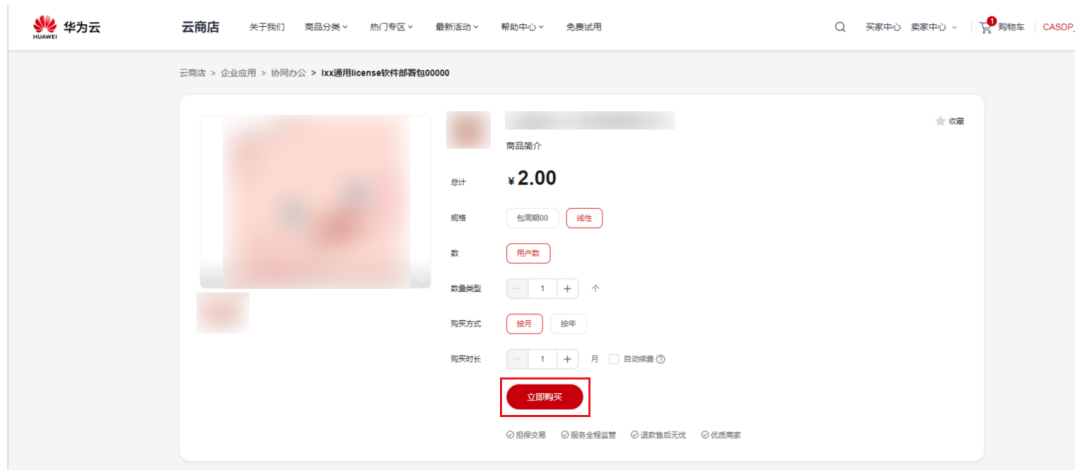 HUAWEI 华为云 云商店 关于我们 商品分类 热门专区 最新活动 帮助中心 免费试用 买家中心 卖家中心 1 购物车 CASDP_
云商店 > 企业应用 > 协同办公 > lxx通用license软件部署包00000
收藏
商品简介
总计 ¥2.00
规格 包周期00 线性
数 用户数
数量类型 − 1 + 个
购买方式 按月 按年
购买时长 − 1 + 月 自动续费 ?
立即购买
担保交易 服务全程监管 退款售后无忧 优质商家